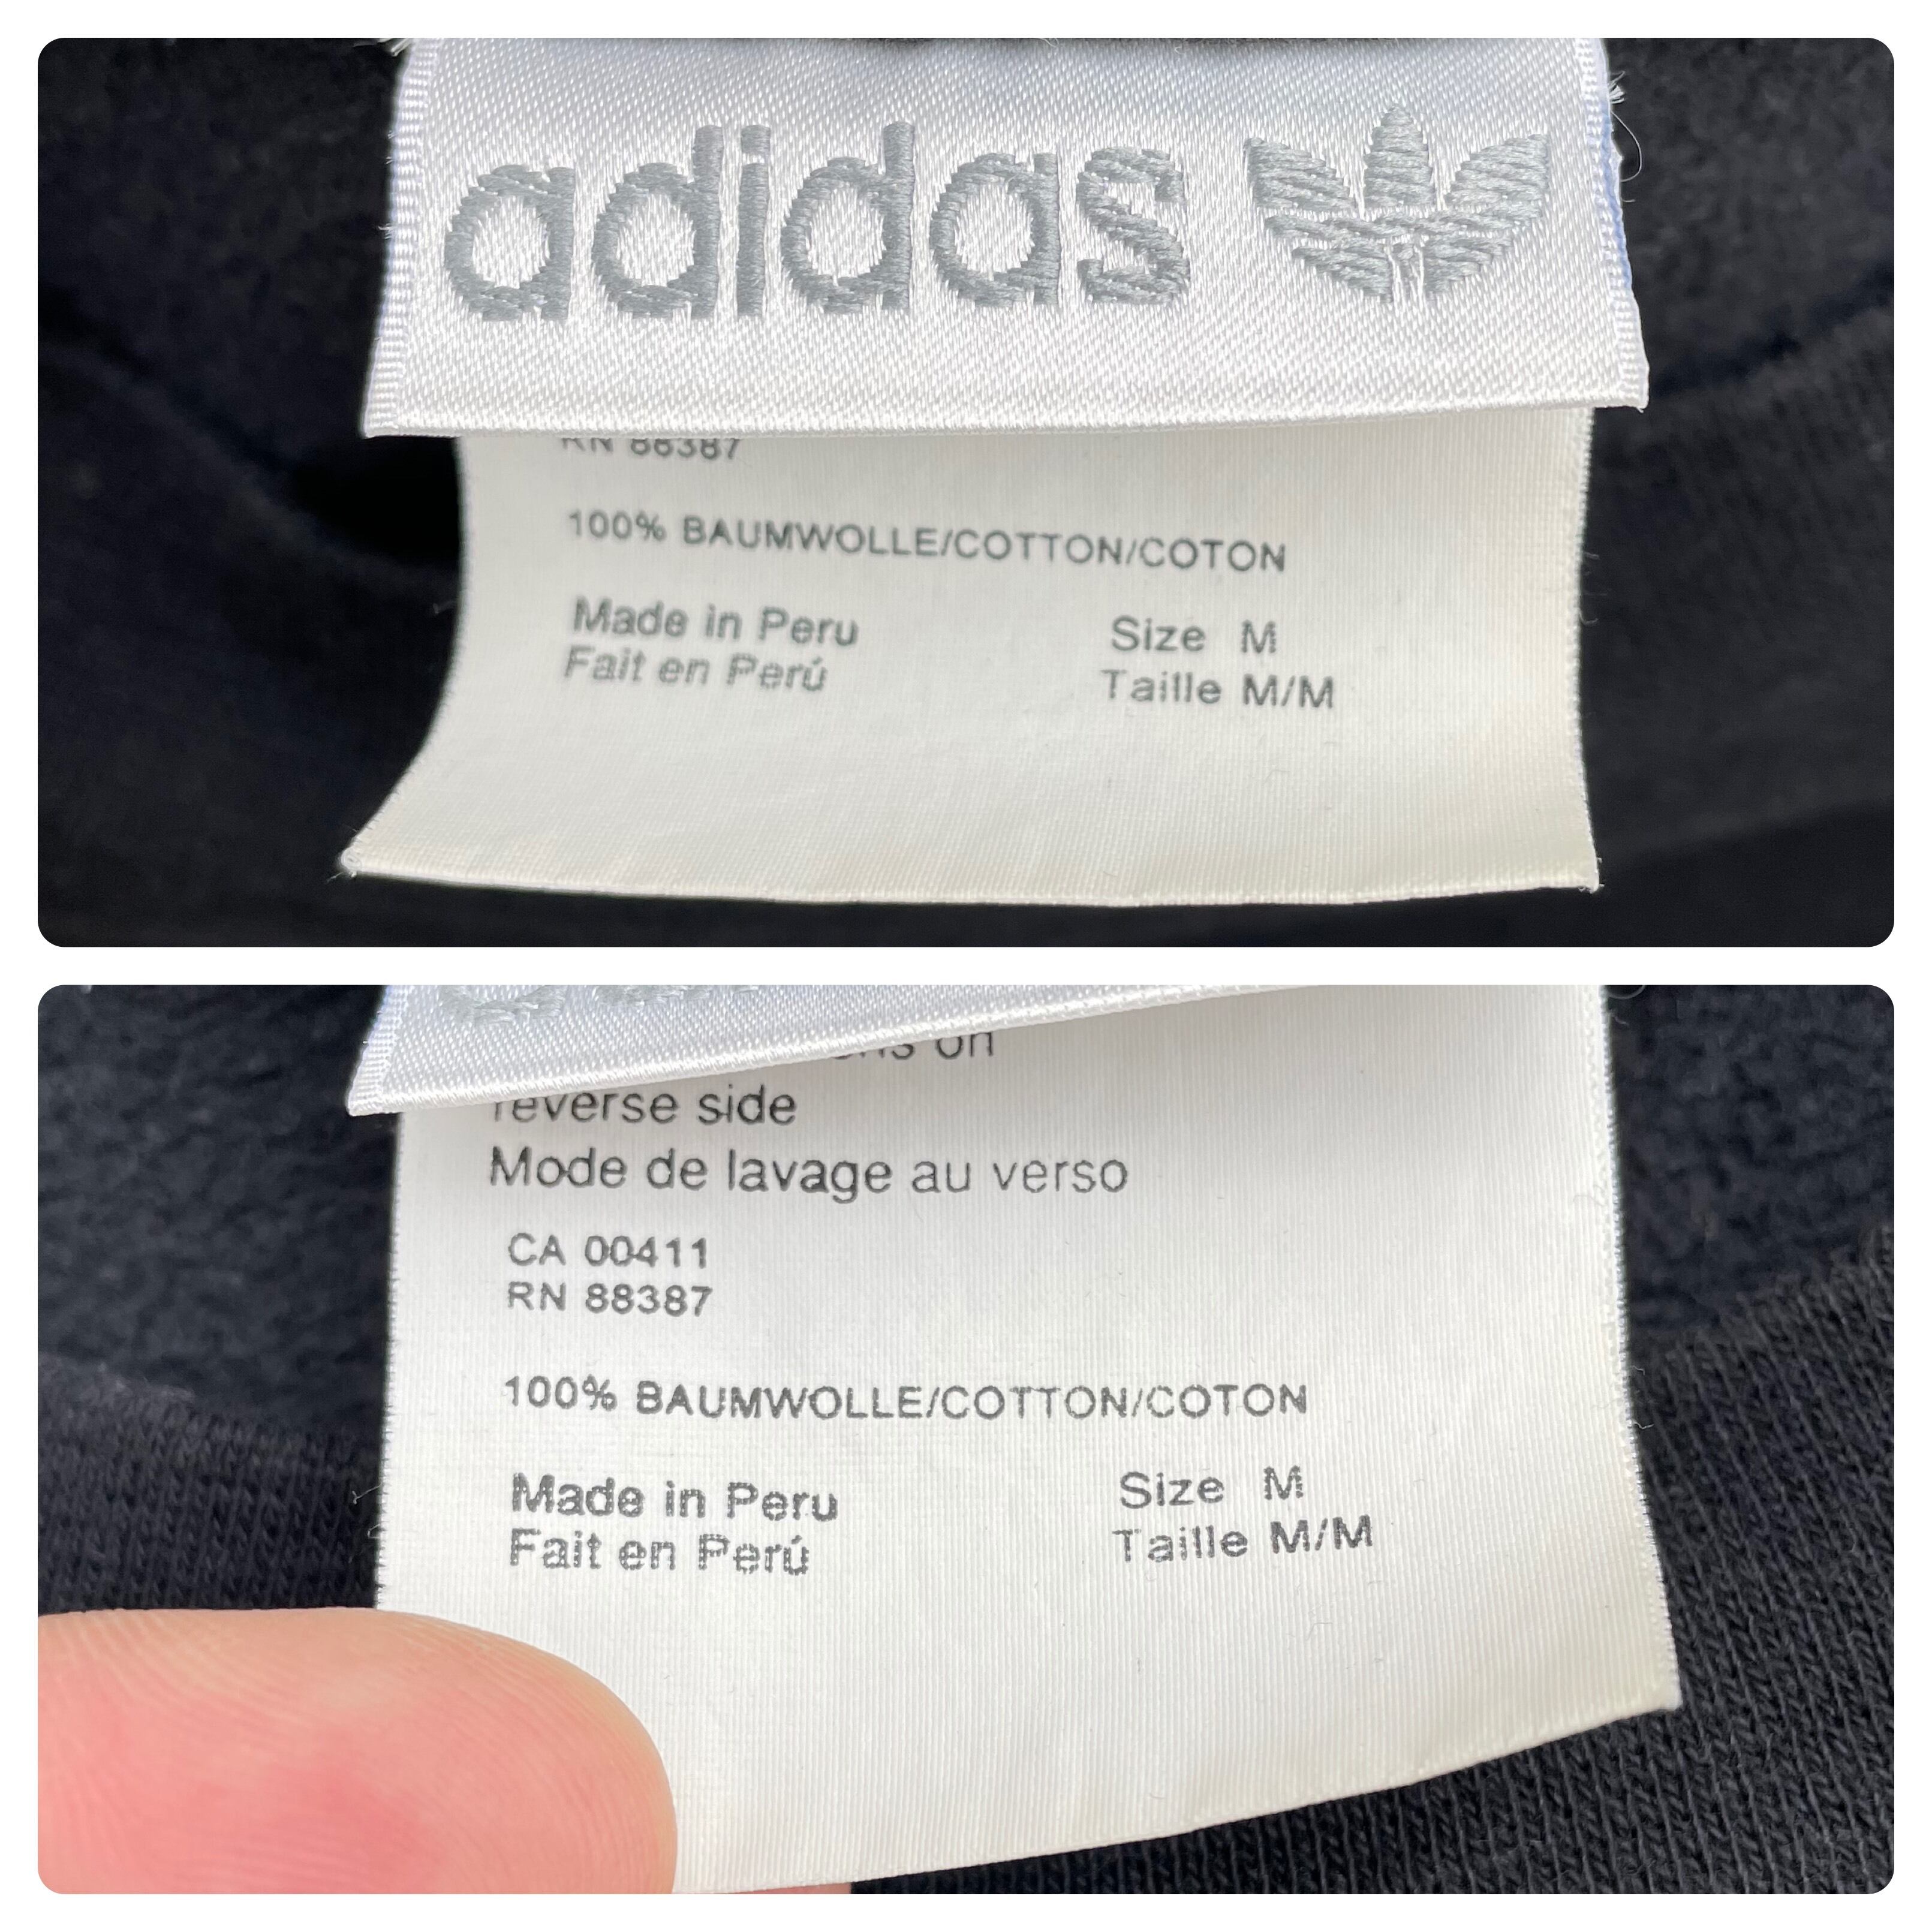 adidas
RN 88387
100% BAUMWOLLE/COTTON/COTON
Made in Peru
Fait en Perú
Size M
Taille M/M
on
reverse side
Mode de lavage au verso
CA 00411
RN 88387
100% BAUMWOLLE/COTTON/COTON
Made in Peru
Fait en Perú
Size M
Taille M/M